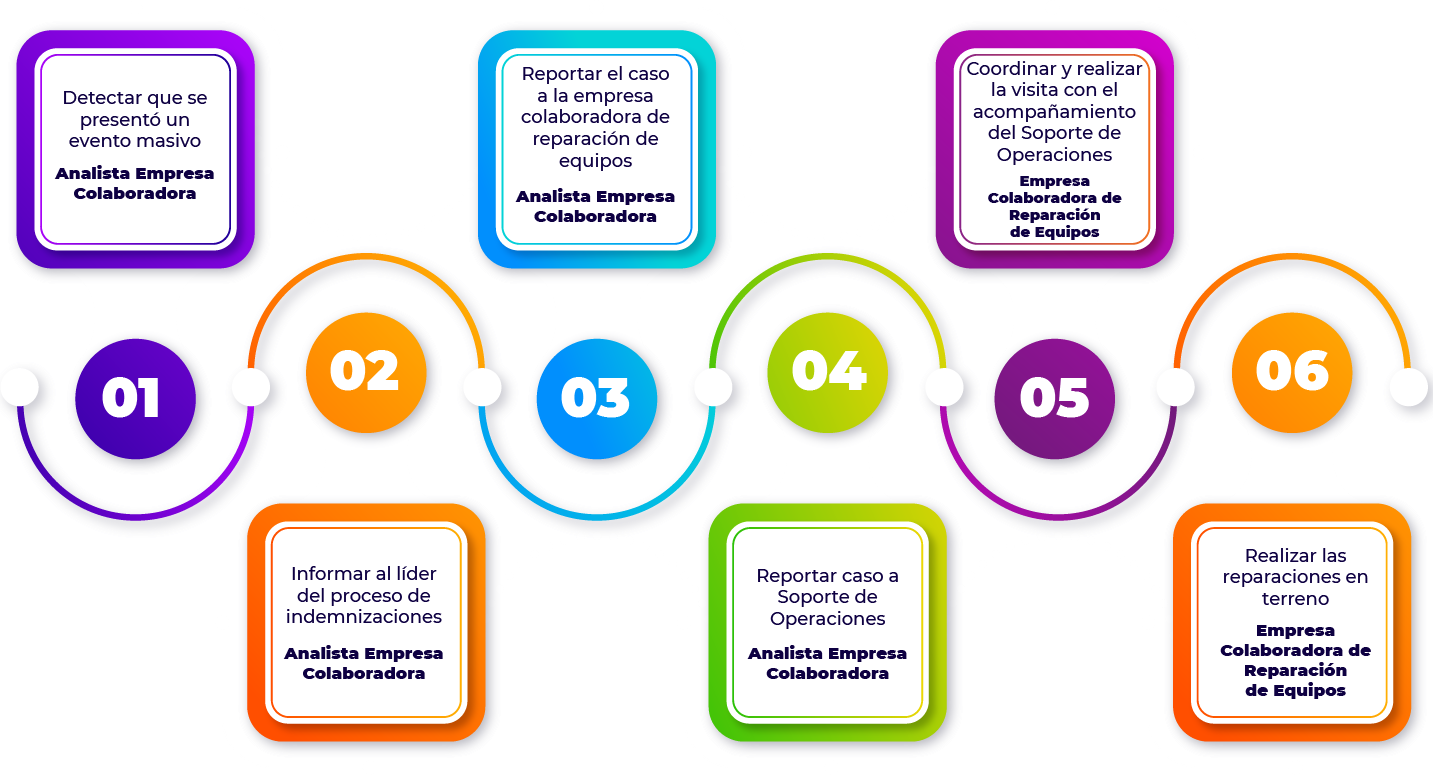 Detectar que se
presentó un
evento masivo
Analista Empresa
Colaboradora
01
02
Informar al líder
del proceso de
indemnizaciones
Analista Empresa
Colaboradora
Reportar el caso
a la empresa
colaboradora de
reparación de
equipos
Analista Empresa
Colaboradora
03
04
Reportar caso a
Soporte de
Operaciones
Analista Empresa
Colaboradora
Coordinar y realizar
la visita con el
acompañamiento
del Soporte de
Operaciones
Empresa
Colaboradora de
Reparación
de Equipos
05
06
Realizar las
reparaciones en
terreno
Empresa
Colaboradora de
Reparación
de Equipos